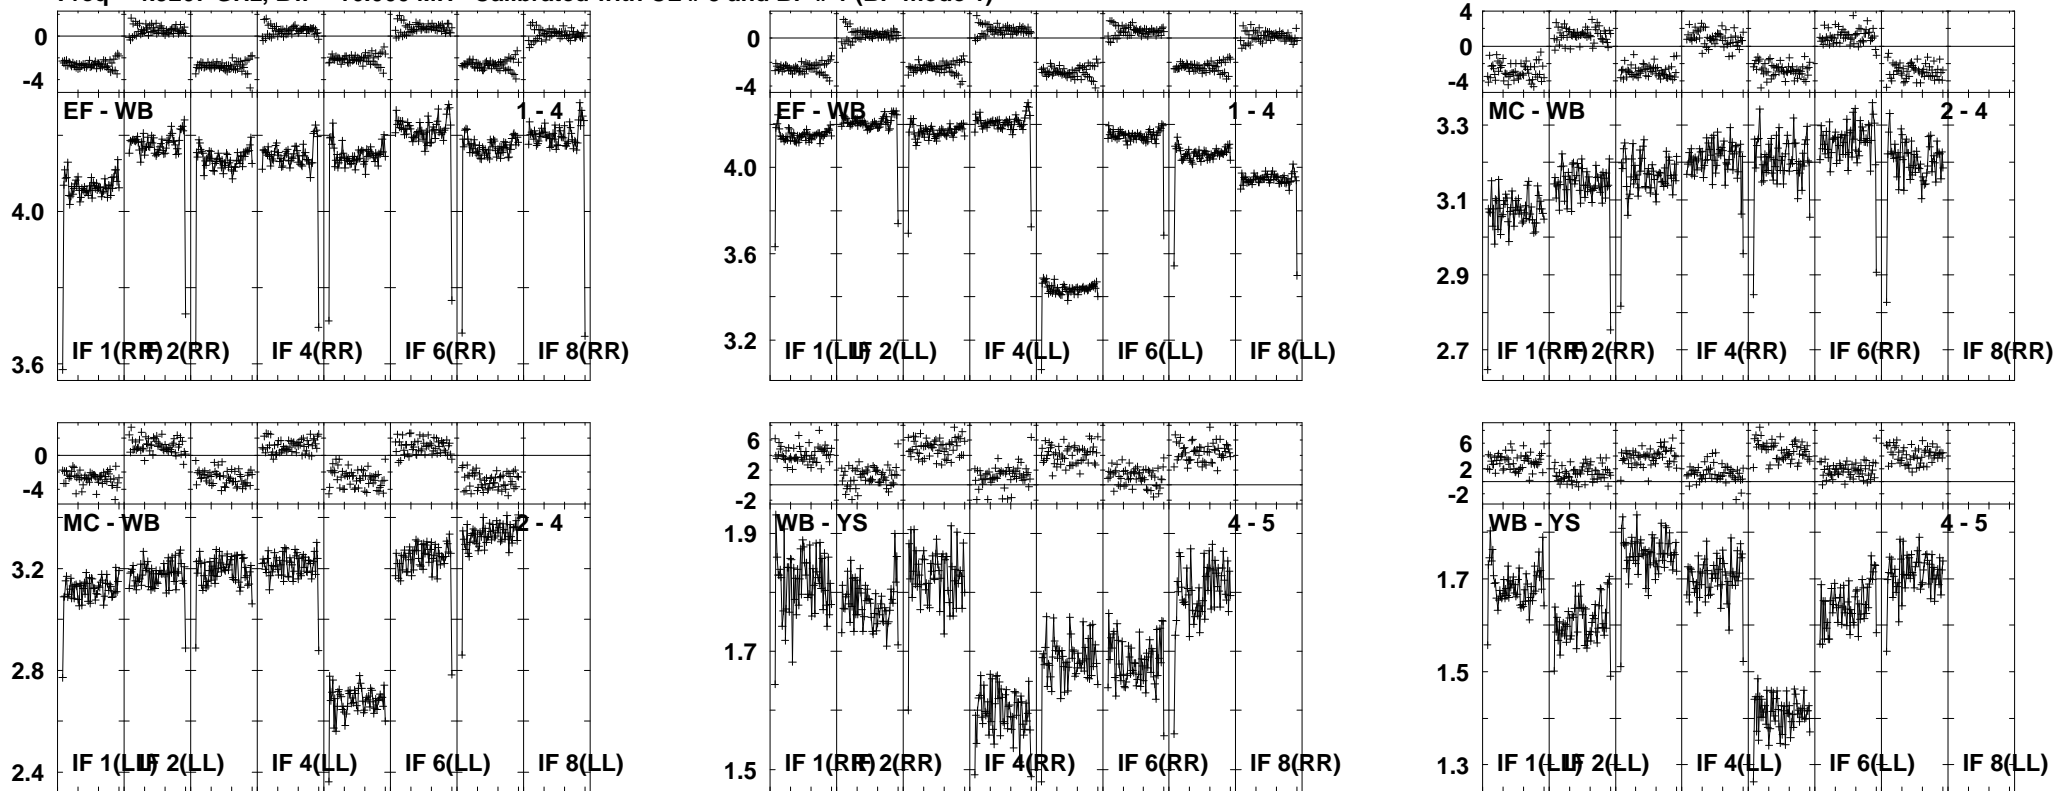 0
-4
EF - WB 1 - 4
4.0
3.6
IF 1(RR) IF 2(RR) IF 4(RR) IF 6(RR) IF 8(RR)
0
-4
EF - WB 1 - 4
4.0
3.6
3.2
IF 1(LL) IF 2(LL) IF 4(LL) IF 6(LL) IF 8(LL)
4
0
-4
MC - WB 2 - 4
3.3
3.1
2.9
2.7
IF 1(RR) IF 2(RR) IF 4(RR) IF 6(RR) IF 8(RR)
0
-4
MC - WB 2 - 4
3.2
2.8
2.4
IF 1(LL) IF 2(LL) IF 4(LL) IF 6(LL) IF 8(LL)
6
2
-2
WB - YS 4 - 5
1.9
1.7
1.5
IF 1(RR) IF 2(RR) IF 4(RR) IF 6(RR) IF 8(RR)
6
2
-2
WB - YS 4 - 5
1.7
1.5
1.3
IF 1(LL) IF 2(LL) IF 4(LL) IF 6(LL) IF 8(LL)